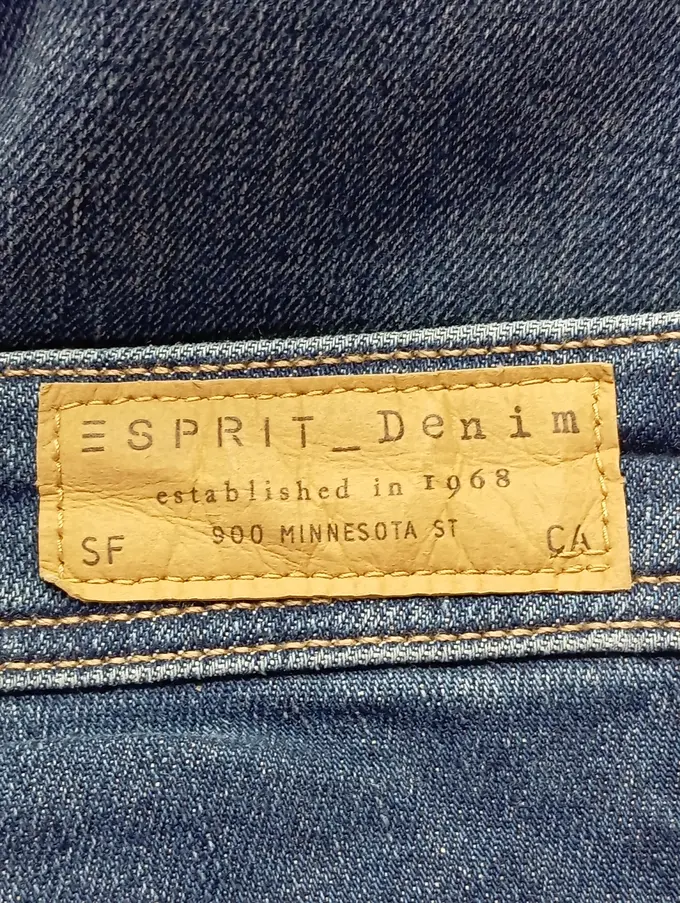 ESPRIT_Denim
established in 1968
900 MINNESOTA ST
SF CA